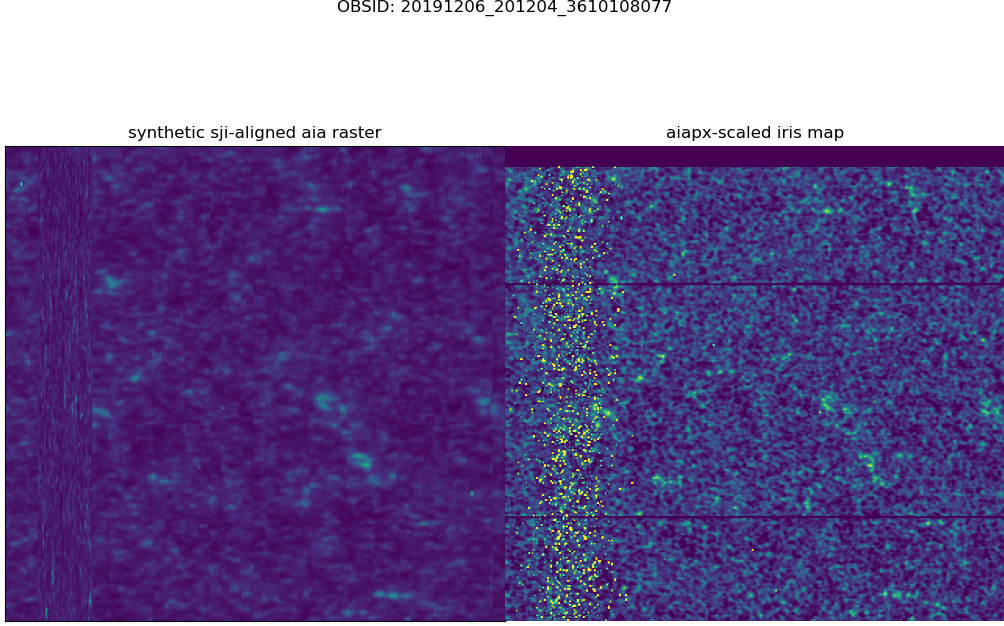 OBSID: 20191206_201204_3610108077
synthetic sji-aligned aia raster
aiapx-scaled iris map